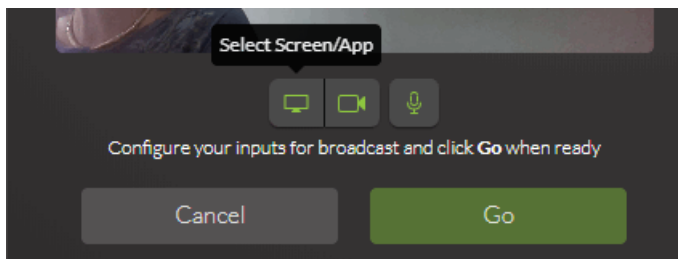 Select Screen/App
Configure your inputs for broadcast and click Go when ready
Cancel
Go